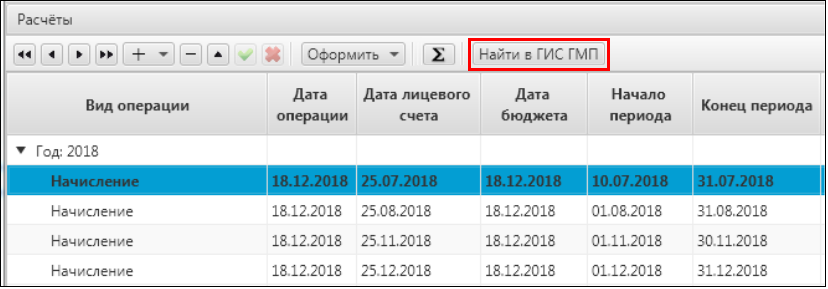 Расчёты
Оформить Σ Найти в ГИС ГМП
Вид операции Дата операции Дата лицевого счета Дата бюджета Начало периода Конец периода
Год: 2018
Начисление 18.12.2018 25.07.2018 18.12.2018 10.07.2018 31.07.2018
Начисление 18.12.2018 25.08.2018 18.12.2018 01.08.2018 31.08.2018
Начисление 18.12.2018 25.11.2018 18.12.2018 01.11.2018 30.11.2018
Начисление 18.12.2018 25.12.2018 18.12.2018 01.12.2018 31.12.2018